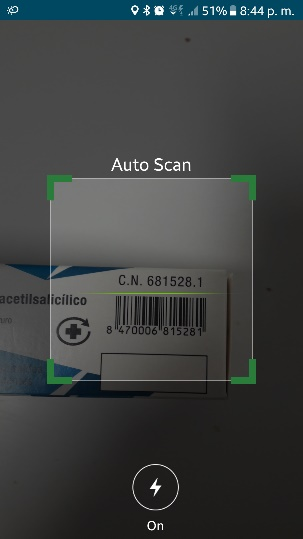 51% 8:44 p. m.
Auto Scan
C.N. 681528.1
acetilsalicílico
8 470006 815281
On